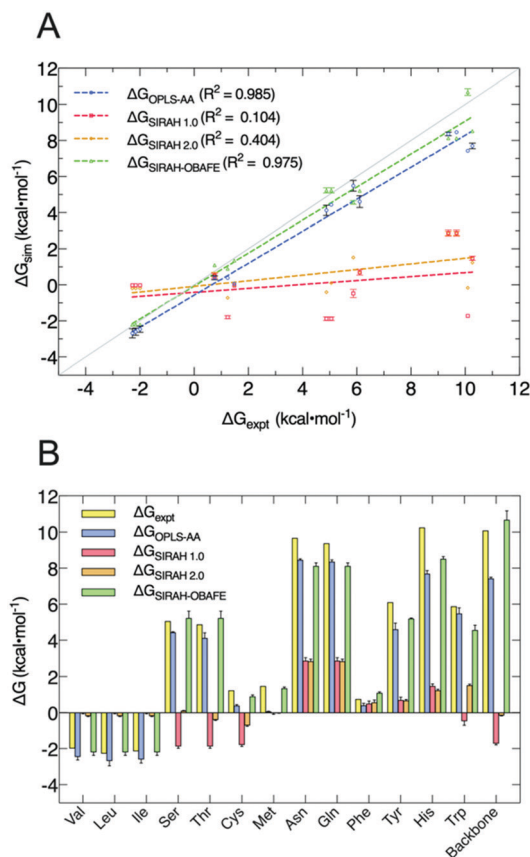 A
12
10
8
6
4
2
0
-2
-4
ΔGsim (kcal•mol-1)
ΔGOPLS-AA (R2 = 0.985)
ΔGSIRAH 1.0 (R2 = 0.104)
ΔGSIRAH 2.0 (R2 = 0.404)
ΔGSIRAH-OBAFE (R2 = 0.975)
-4 -2 0 2 4 6 8 10 12
ΔGexpt (kcal•mol-1)
B
12
10
8
6
4
2
0
-2
-4
ΔG (kcal•mol-1)
ΔGexpt
ΔGOPLS-AA
ΔGSIRAH 1.0
ΔGSIRAH 2.0
ΔGSIRAH-OBAFE
Val Leu Ile Ser Thr Cys Met Asn Gln Phe Tyr His Trp Backbone